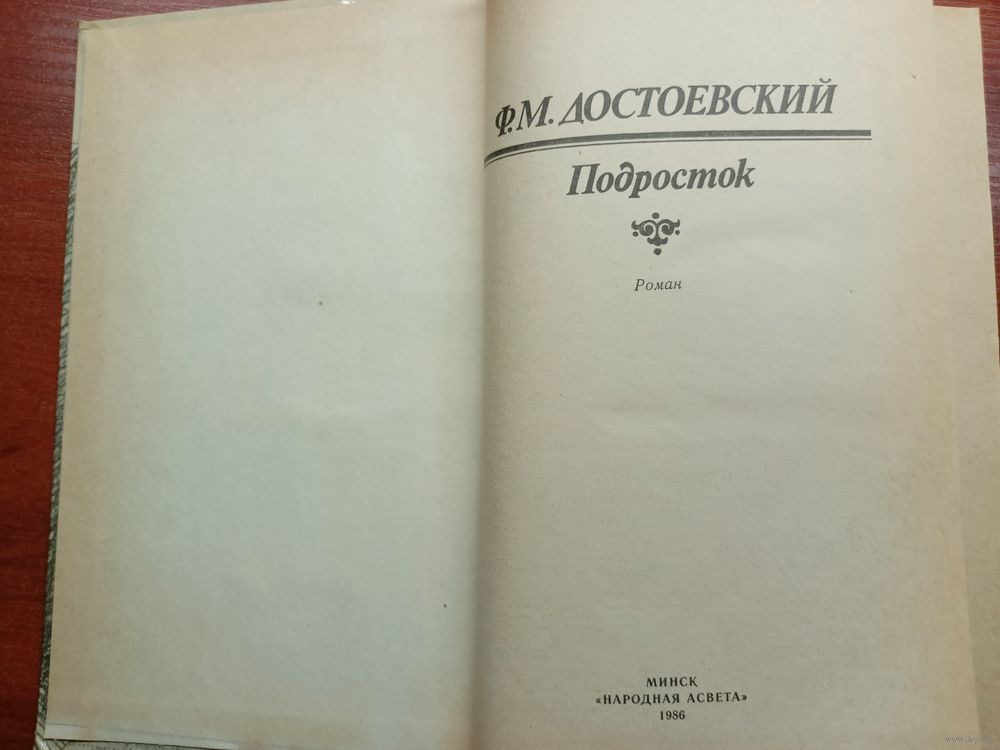 Ф.М. ДОСТОЕВСКИЙ
Подросток
Роман
МИНСК
«НАРОДНАЯ АСВЕТА»
1986